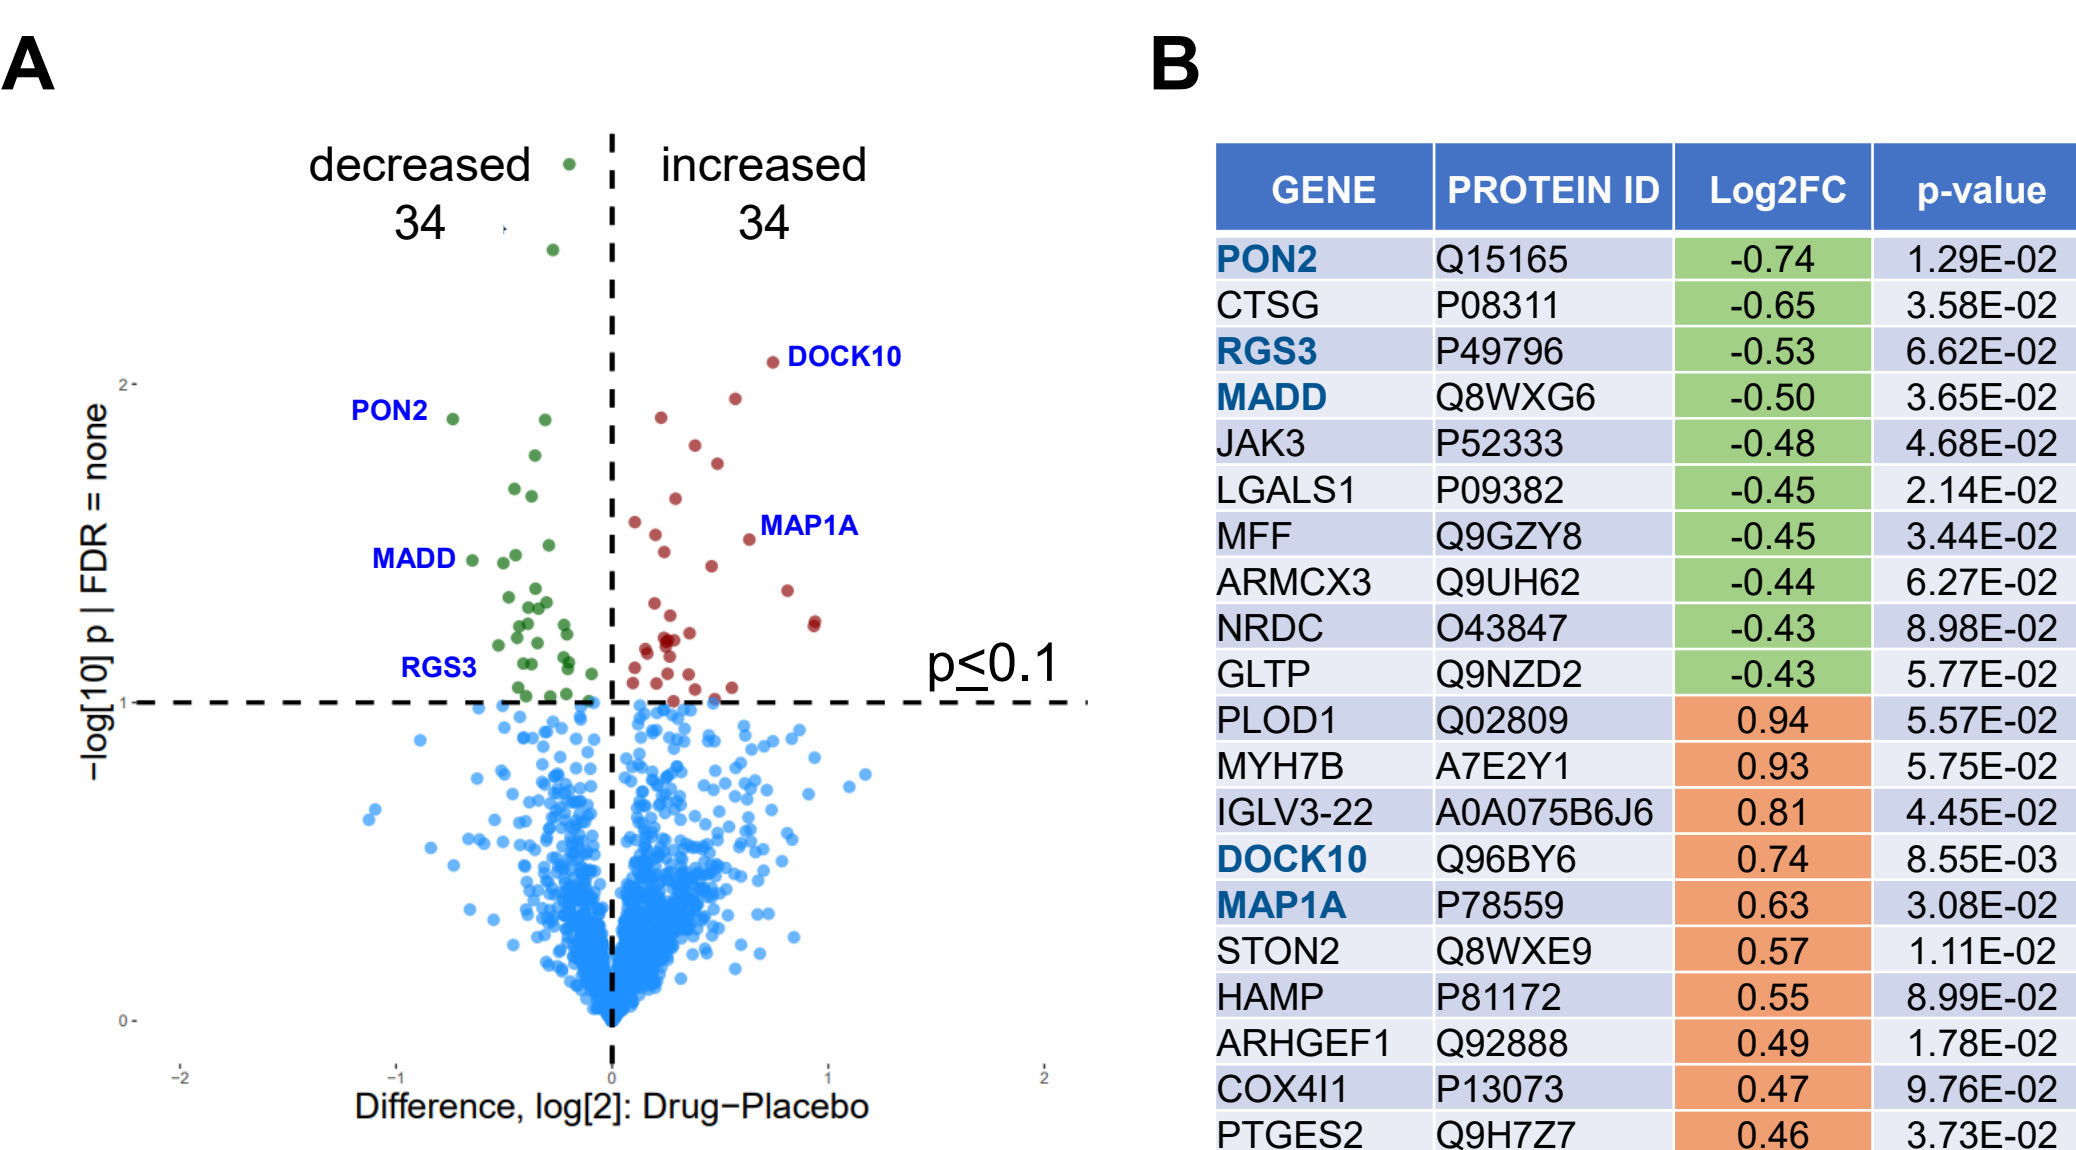 A
decreased
34
increased
34
DOCK10
PON2
MAP1A
MADD
RGS3
p<0.1
−log[10] p | FDR = none
2
1
0
−2
−1
0
1
2
Difference, log[2]: Drug−Placebo
B
GENE PROTEIN ID Log2FC p-value
PON2 Q15165 -0.74 1.29E-02
CTSG P08311 -0.65 3.58E-02
RGS3 P49796 -0.53 6.62E-02
MADD Q8WXG6 -0.50 3.65E-02
JAK3 P52333 -0.48 4.68E-02
LGALS1 P09382 -0.45 2.14E-02
MFF Q9GZY8 -0.45 3.44E-02
ARMCX3 Q9UH62 -0.44 6.27E-02
NRDC O43847 -0.43 8.98E-02
GLTP Q9NZD2 -0.43 5.77E-02
PLOD1 Q02809 0.94 5.57E-02
MYH7B A7E2Y1 0.93 5.75E-02
IGLV3-22 A0A075B6J6 0.81 4.45E-02
DOCK10 Q96BY6 0.74 8.55E-03
MAP1A P78559 0.63 3.08E-02
STON2 Q8WXE9 0.57 1.11E-02
HAMP P81172 0.55 8.99E-02
ARHGEF1 Q92888 0.49 1.78E-02
COX4I1 P13073 0.47 9.76E-02
PTGES2 Q9H7Z7 0.46 3.73E-02